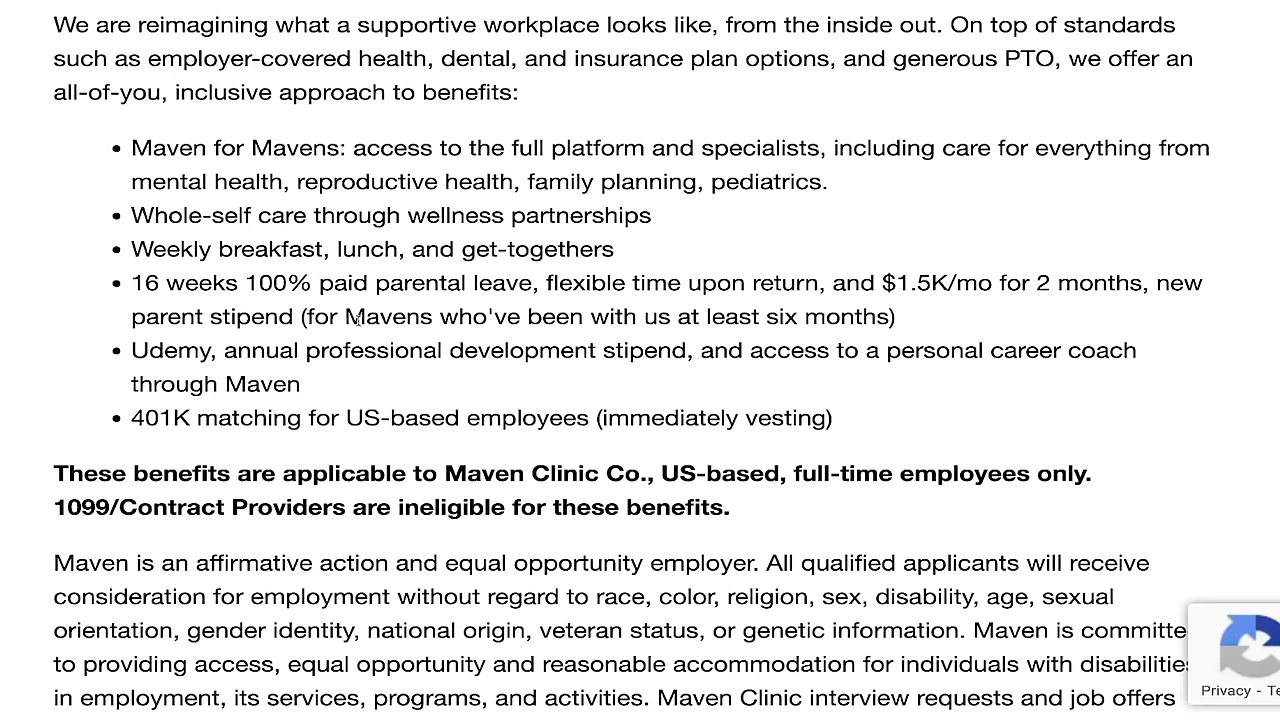 We are reimagining what a supportive workplace looks like, from the inside out. On top of standards
such as employer-covered health, dental, and insurance plan options, and generous PTO, we offer an
all-of-you, inclusive approach to benefits:
• Maven for Mavens: access to the full platform and specialists, including care for everything from
mental health, reproductive health, family planning, pediatrics.
• Whole-self care through wellness partnerships
• Weekly breakfast, lunch, and get-togethers
• 16 weeks 100% paid parental leave, flexible time upon return, and $1.5K/mo for 2 months, new
parent stipend (for Mavens who've been with us at least six months)
• Udemy, annual professional development stipend, and access to a personal career coach
through Maven
• 401K matching for US-based employees (immediately vesting)
These benefits are applicable to Maven Clinic Co., US-based, full-time employees only.
1099/Contract Providers are ineligible for these benefits.
Maven is an affirmative action and equal opportunity employer. All qualified applicants will receive
consideration for employment without regard to race, color, religion, sex, disability, age, sexual
orientation, gender identity, national origin, veteran status, or genetic information. Maven is committe
to providing access, equal opportunity and reasonable accommodation for individuals with disabilities
in employment, its services, programs, and activities. Maven Clinic interview requests and job offers
Privacy - Te